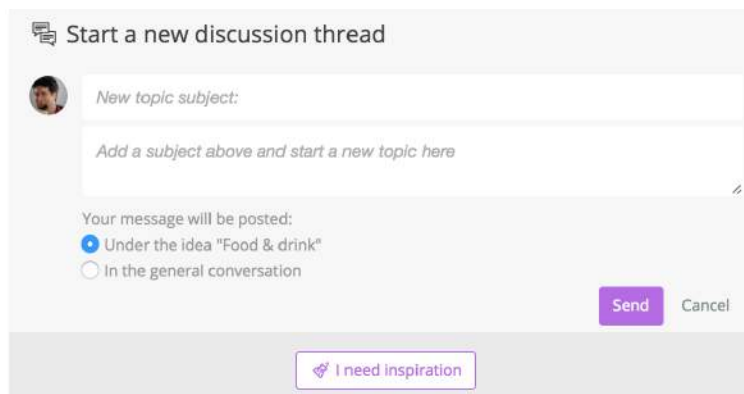 Start a new discussion thread
New topic subject:
Add a subject above and start a new topic here
Your message will be posted:
Under the idea "Food & drink"
In the general conversation
Send Cancel
I need inspiration